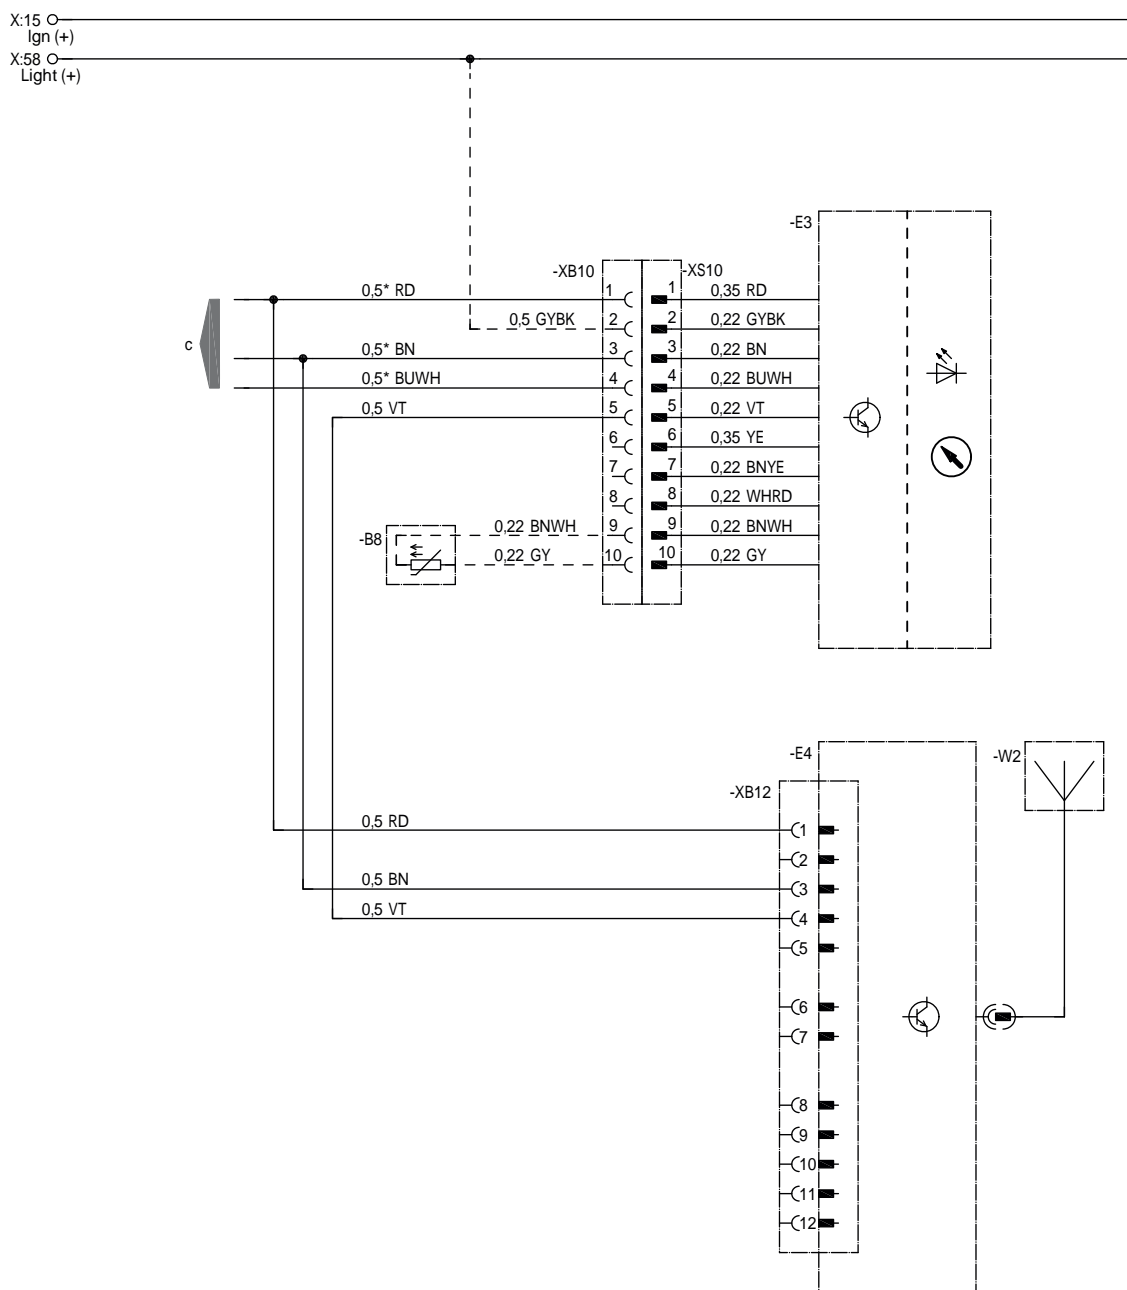 X:15
Ign (+)
X:58
Light (+)
-E3
-XB10
-XS10
0,5* RD
1
1
0,35 RD
0,5 GYBK
2
2
0,22 GYBK
0,5* BN
3
3
0,22 BN
c
0,5* BUWH
4
4
0,22 BUWH
0,5 VT
5
5
0,22 VT
6
6
0,35 YE
7
7
0,22 BNYE
8
8
0,22 WHRD
-B8
0,22 BNWH
9
9
0,22 BNWH
0,22 GY
10
10
0,22 GY
-E4
-W2
-XB12
0,5 RD
1
2
0,5 BN
3
0,5 VT
4
5
6
7
8
9
10
11
12